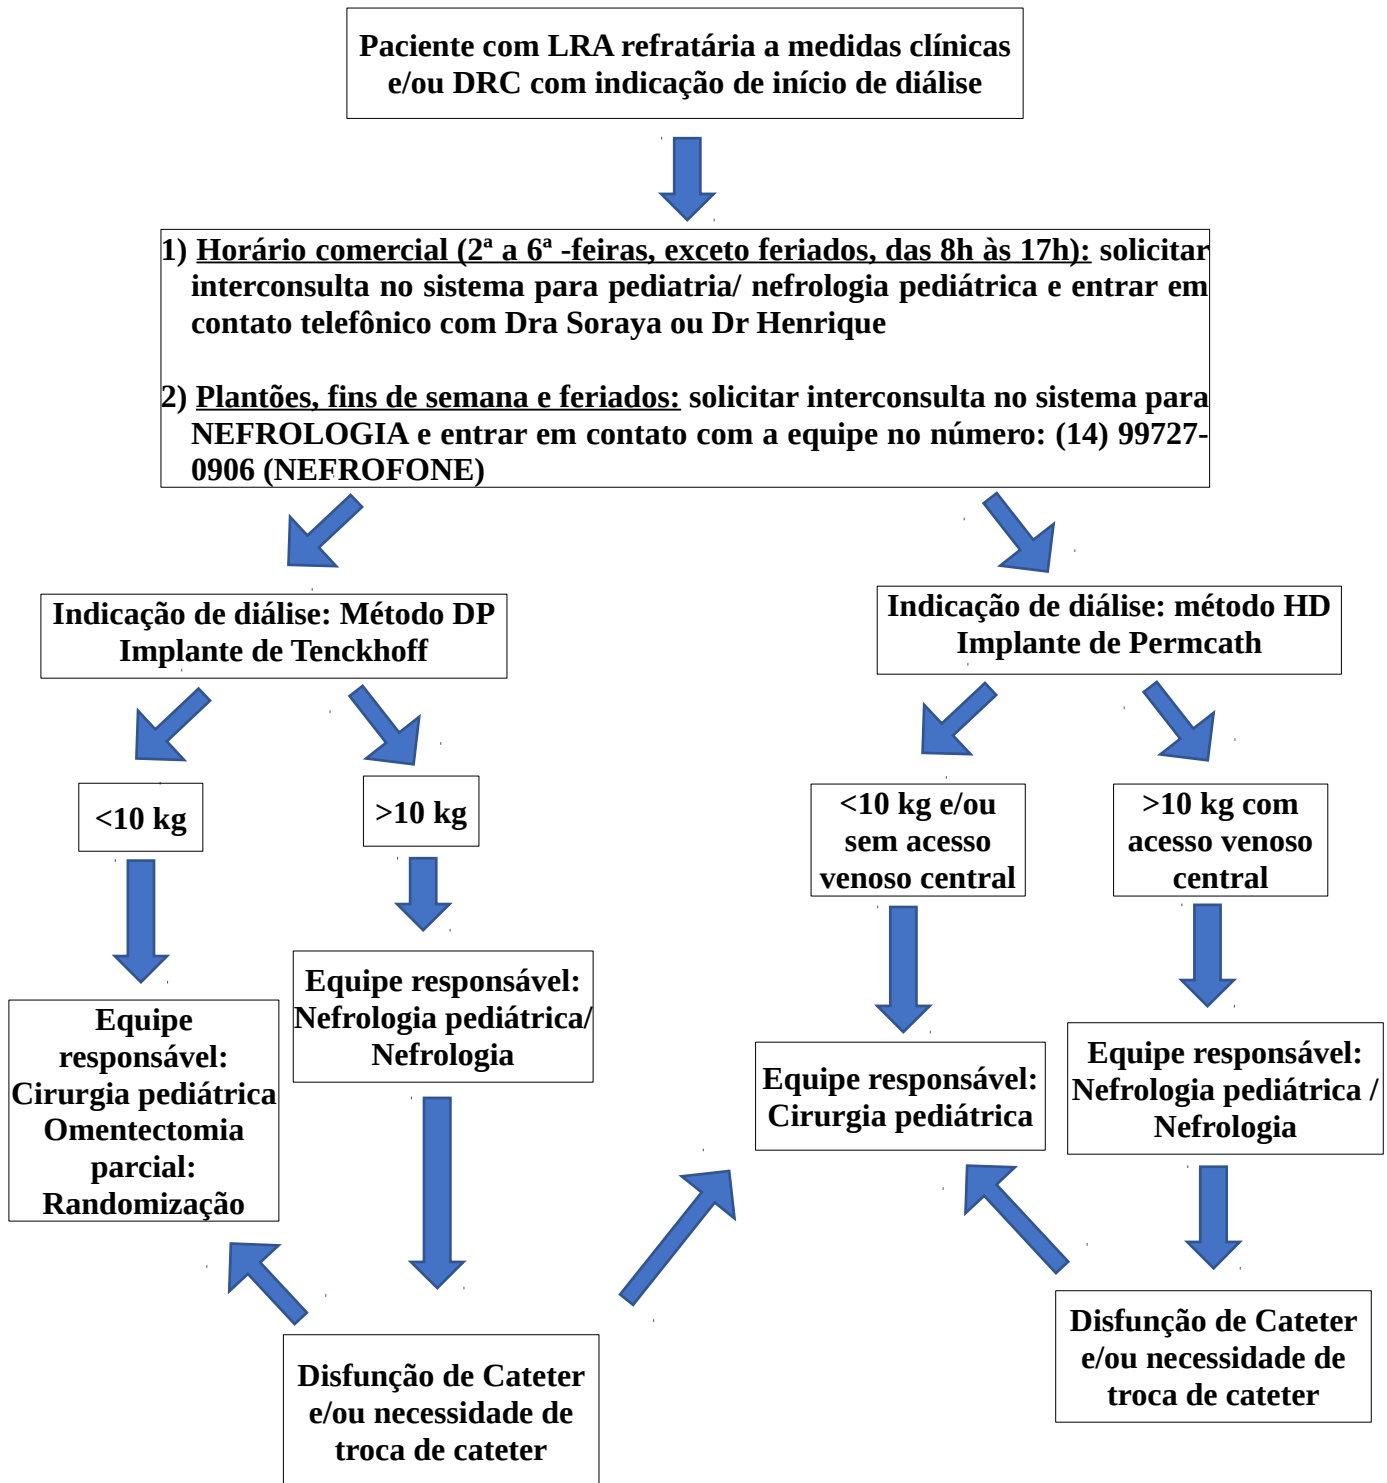 Paciente com LRA refratária a medidas clínicas
e/ou DRC com indicação de início de diálise
1) Horário comercial (2ª a 6ª -feiras, exceto feriados, das 8h às 17h): solicitar
interconsulta no sistema para pediatria/ nefrologia pediátrica e entrar em
contato telefônico com Dra Soraya ou Dr Henrique
2) Plantões, fins de semana e feriados: solicitar interconsulta no sistema para
NEFROLOGIA e entrar em contato com a equipe no número: (14) 99727-
0906 (NEFROFONE)
Indicação de diálise: Método DP
Implante de Tenckhoff
Indicação de diálise: método HD
Implante de Permcath
<10 kg
>10 kg
<10 kg e/ou
sem acesso
venoso central
>10 kg com
acesso venoso
central
Equipe
responsável:
Cirurgia pediátrica
Omentectomia
parcial:
Randomização
Equipe responsável:
Nefrologia pediátrica/
Nefrologia
Equipe responsável:
Cirurgia pediátrica
Equipe responsável:
Nefrologia pediátrica /
Nefrologia
Disfunção de Cateter
e/ou necessidade de
troca de cateter
Disfunção de Cateter
e/ou necessidade de
troca de cateter